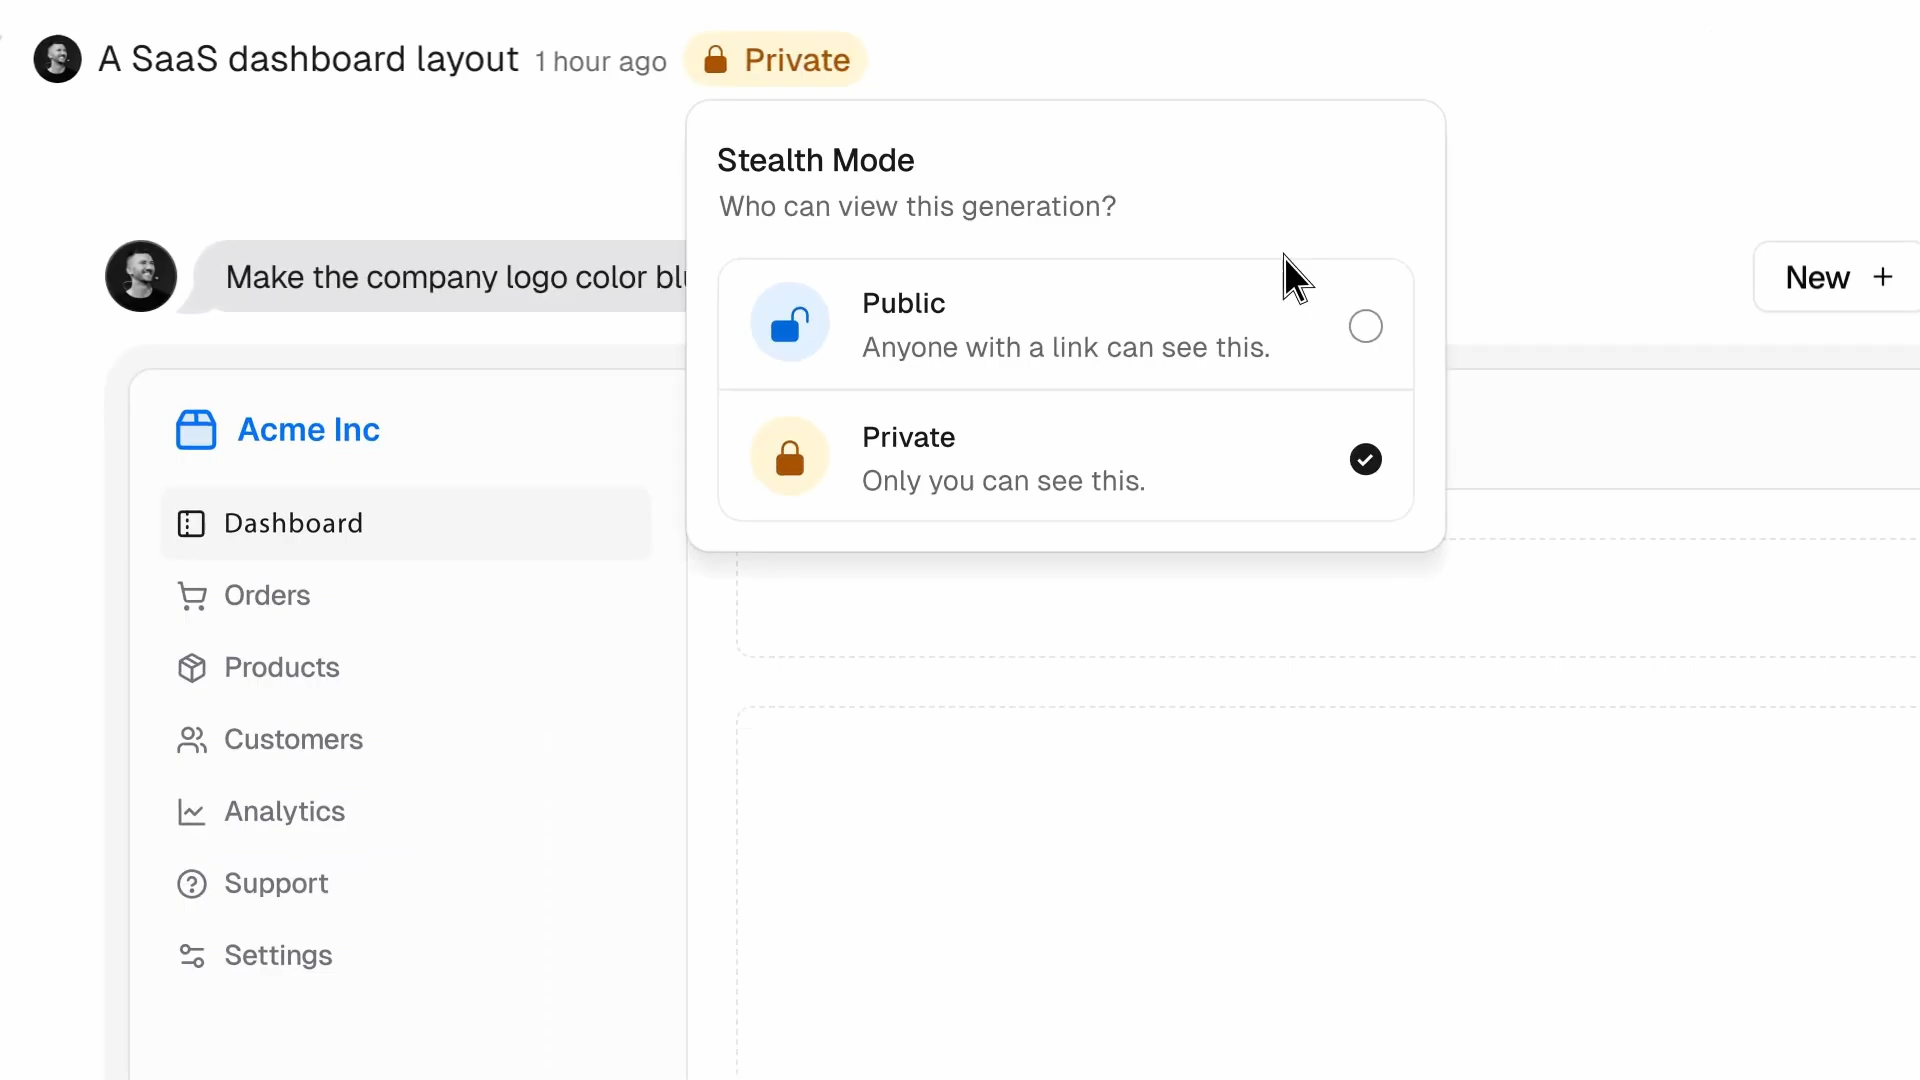 A SaaS dashboard layout 1 hour ago Private
Stealth Mode
Who can view this generation?
Make the company logo color
Public
Anyone with a link can see this.
Private
Only you can see this.
New +
Acme Inc
Dashboard
Orders
Products
Customers
Analytics
Support
Settings